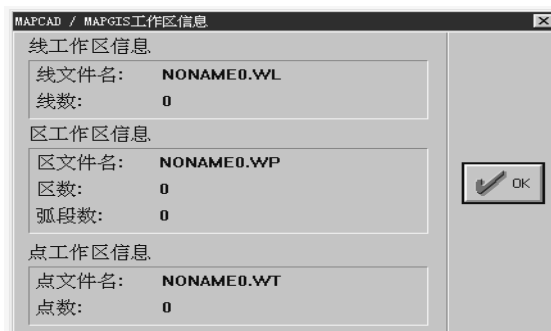 MAPCAD / MAPGIS工作区信息
线工作区信息
线文件名: NONAME0.WL
线数: 0
区工作区信息
区文件名: NONAME0.WP
区数: 0
弧段数: 0
OK
点工作区信息
点文件名: NONAME0.WT
点数: 0